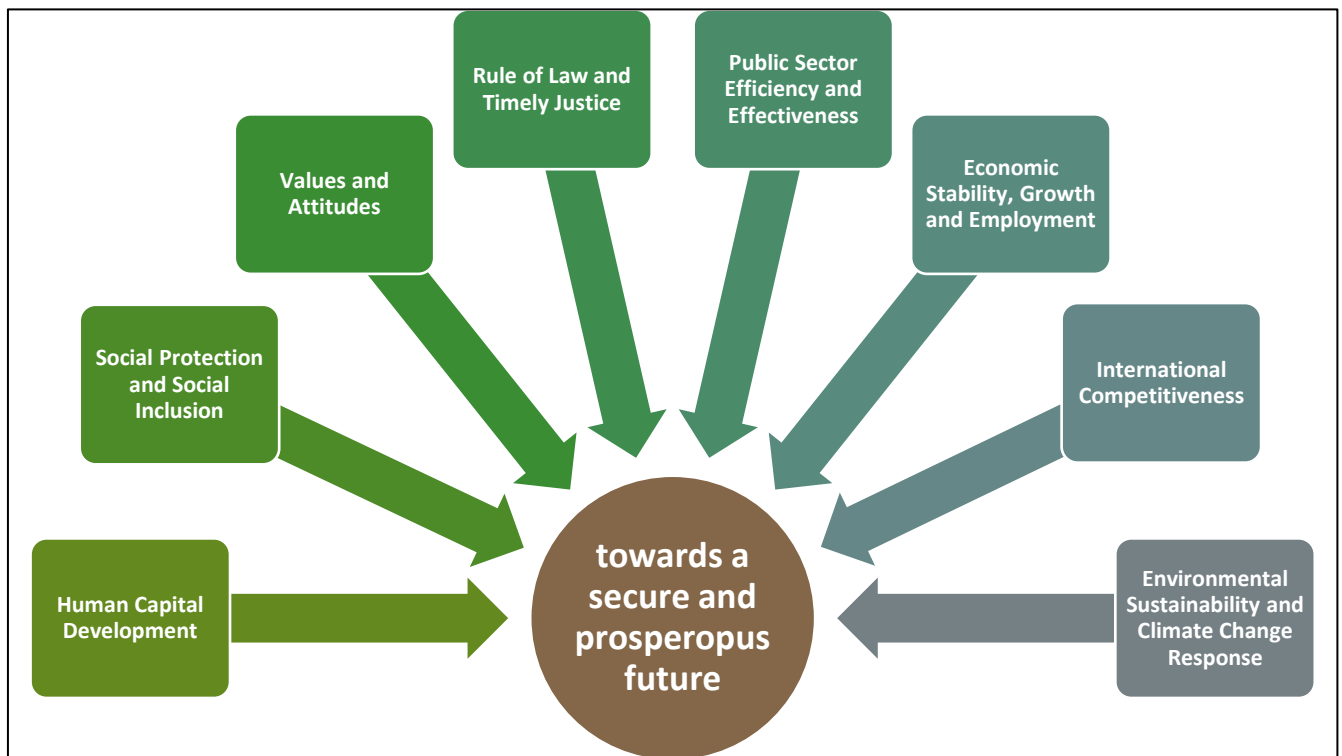 Rule of Law and
Timely Justice
Public Sector
Efficiency and
Effectiveness
Values and
Attitudes
Economic
Stability, Growth
and Employment
Social Protection
and Social
Inclusion
International
Competitiveness
Human Capital
Development
Environmental
Sustainability and
Climate Change
Response
towards a
secure and
prosperopus
future